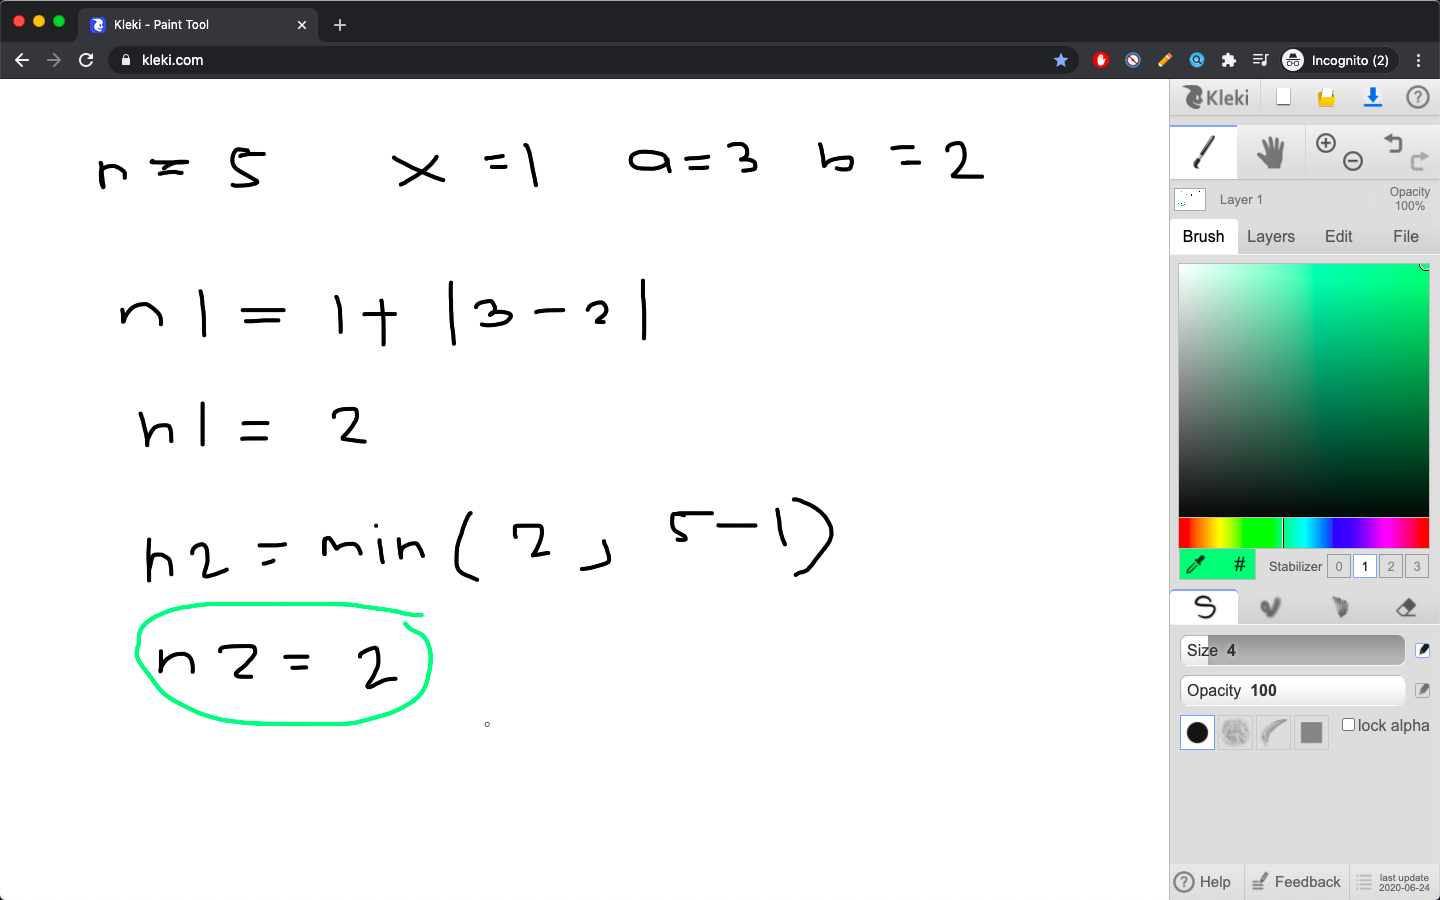 Kleki - Paint Tool
kleki.com
Incognito (2)
n = 5 x = 1 a = 3 b = 2
n1 = 1 + |3 - 2|
n1 = 2
n2 = min(2, 5-1)
n2 = 2
Kleki
?
Layer 1
Opacity
100%
Brush Layers Edit File
# Stabilizer 0 1 2 3
Size 4
Opacity 100
lock alpha
? Help Feedback last update
2020-06-24